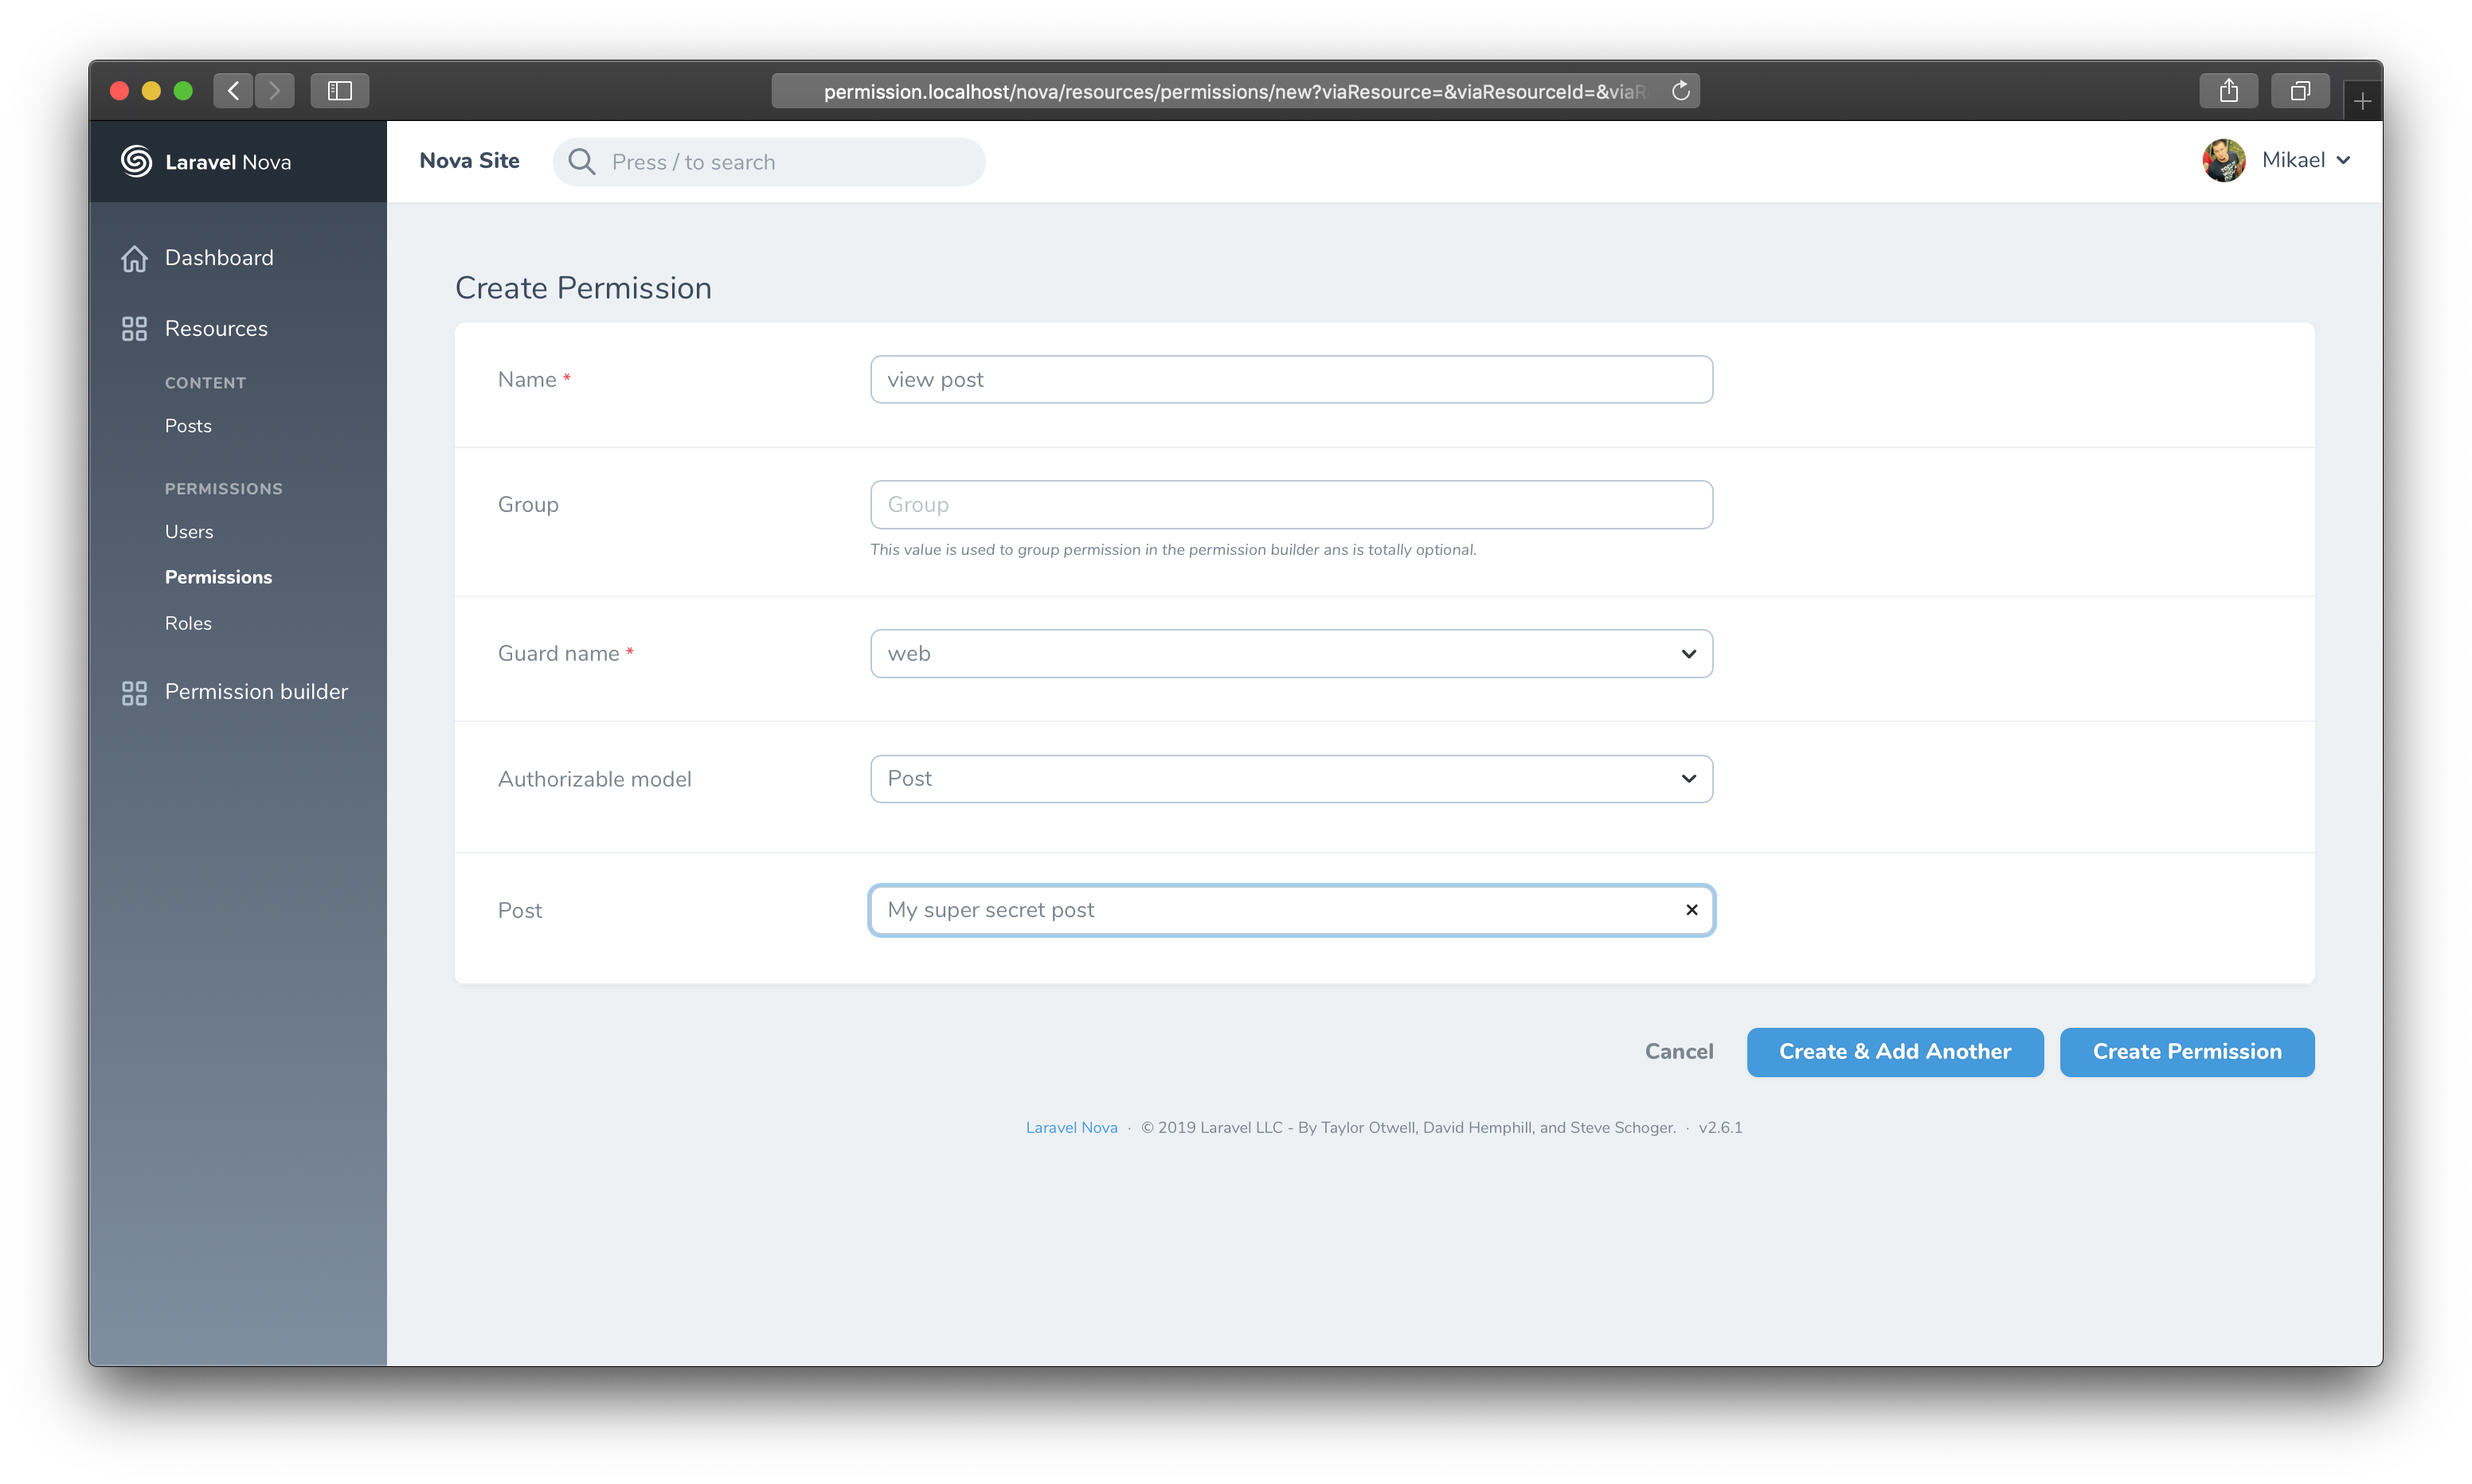 permission.localhost/nova/resources/permissions/new?viaResource=&viaResourceId=&viaR
Laravel Nova
Nova Site
Press / to search
Mikael
Dashboard
Resources
CONTENT
Posts
PERMISSIONS
Users
Permissions
Roles
Permission builder
Create Permission
Name *
view post
Group
Group
This value is used to group permission in the permission builder ans is totally optional.
Guard name *
web
Authorizable model
Post
Post
My super secret post
Cancel
Create & Add Another
Create Permission
Laravel Nova · © 2019 Laravel LLC - By Taylor Otwell, David Hemphill, and Steve Schoger. · v2.6.1